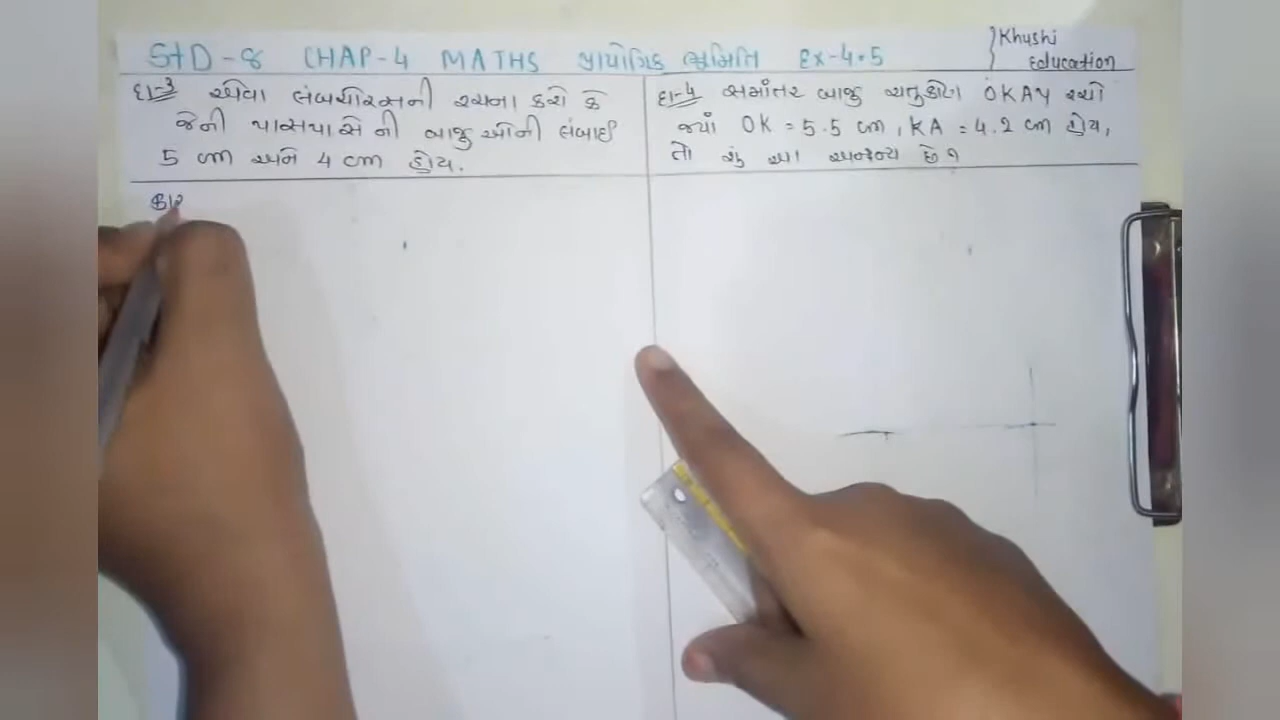 STD-8 CHAP-4 MATHS પ્રાયોગિક ભૂમિતિ Ex-4.5
Khushi
Education
દા-3 એવા લંબચોરસની રચના કરો કે
જેની પાસપાસેની બાજુઓની લંબાઈ
5 cm અને 4 cm હોય.
દા-4 સમાંતર બાજુ ચતુષ્કોણ OKAY રચો
જ્યાં OK = 5.5 cm, KA = 4.2 cm હોય,
તો શું આ અનન્ય છે?